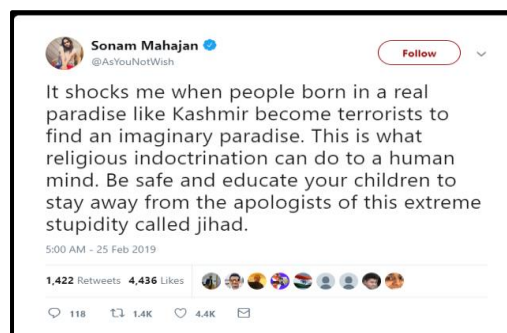 Sonam Mahajan
@AsYouNotWish
Follow
It shocks me when people born in a real
paradise like Kashmir become terrorists to
find an imaginary paradise. This is what
religious indoctrination can do to a human
mind. Be safe and educate your children to
stay away from the apologists of this extreme
stupidity called jihad.
5:00 AM - 25 Feb 2019
1,422 Retweets 4,436 Likes
118 1.4K 4.4K